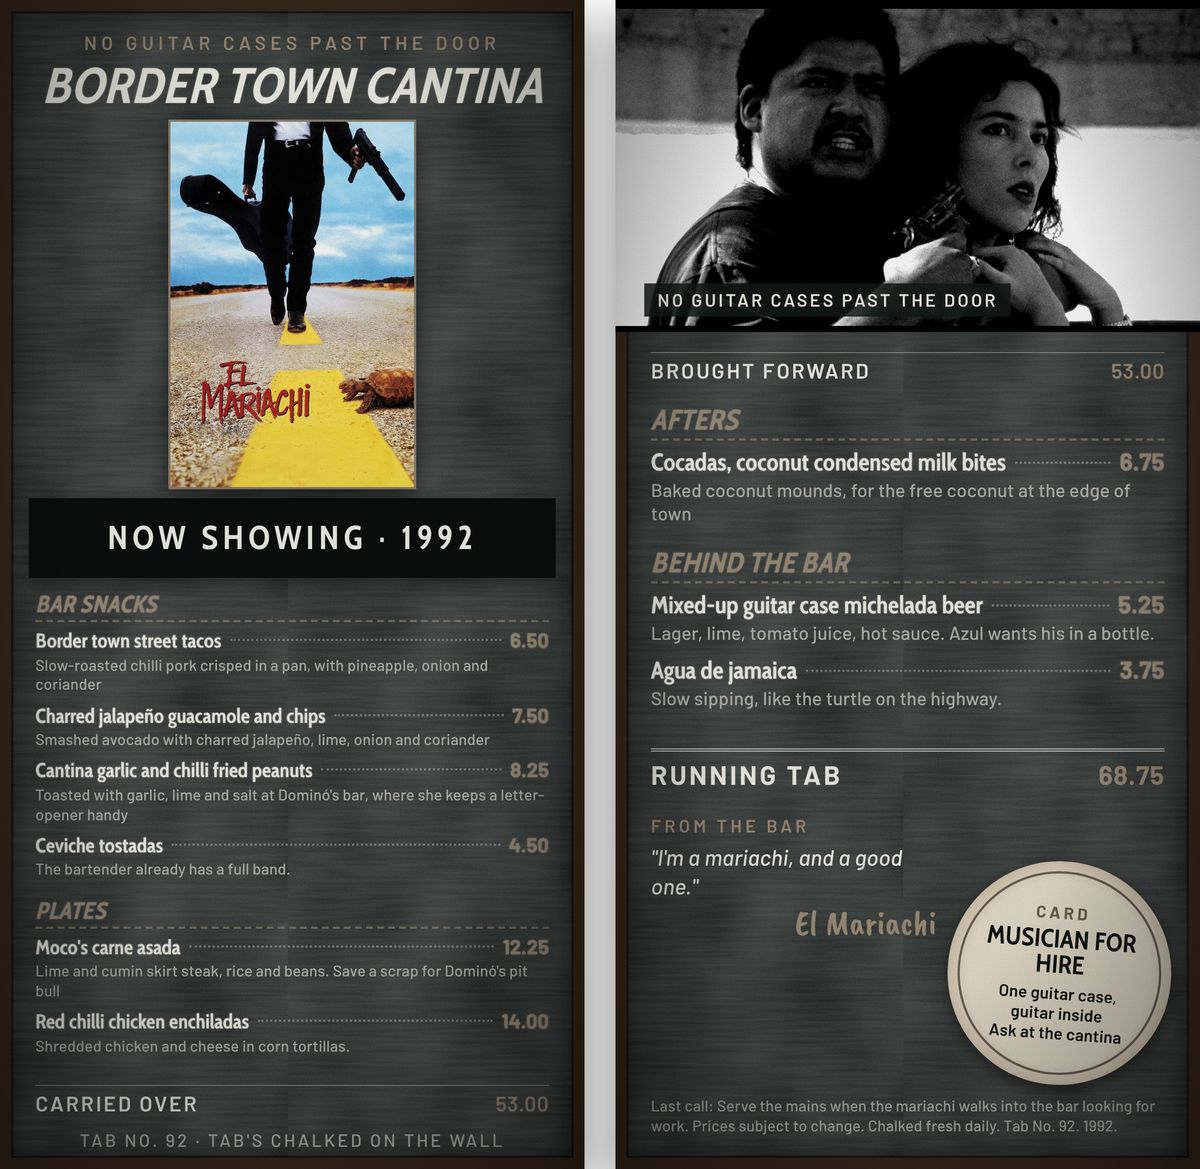 NO GUITAR CASES PAST THE DOOR
BORDER TOWN CANTINA
EL
MARIACHI
NOW SHOWING · 1992
BAR SNACKS
Border town street tacos 6.50
Slow-roasted chilli pork crisped in a pan, with pineapple, onion and
coriander
Charred jalapeño guacamole and chips 7.50
Smashed avocado with charred jalapeño, lime, onion and coriander
Cantina garlic and chilli fried peanuts 8.25
Toasted with garlic, lime and salt at Dominó's bar, where she keeps a letter-
opener handy
Ceviche tostadas 4.50
The bartender already has a full band.
PLATES
Moco's carne asada 12.25
Lime and cumin skirt steak, rice and beans. Save a scrap for Dominó's pit
bull
Red chilli chicken enchiladas 14.00
Shredded chicken and cheese in corn tortillas.
CARRIED OVER 53.00
TAB NO. 92 · TAB'S CHALKED ON THE WALL
NO GUITAR CASES PAST THE DOOR
BROUGHT FORWARD 53.00
AFTERS
Cocadas, coconut condensed milk bites 6.75
Baked coconut mounds, for the free coconut at the edge of
town
BEHIND THE BAR
Mixed-up guitar case michelada beer 5.25
Lager, lime, tomato juice, hot sauce. Azul wants his in a bottle.
Agua de jamaica 3.75
Slow sipping, like the turtle on the highway.
RUNNING TAB 68.75
FROM THE BAR
"I'm a mariachi, and a good
one."
El Mariachi
CARD
MUSICIAN FOR
HIRE
One guitar case,
guitar inside
Ask at the cantina
Last call: Serve the mains when the mariachi walks into the bar looking for
work. Prices subject to change. Chalked fresh daily. Tab No. 92. 1992.